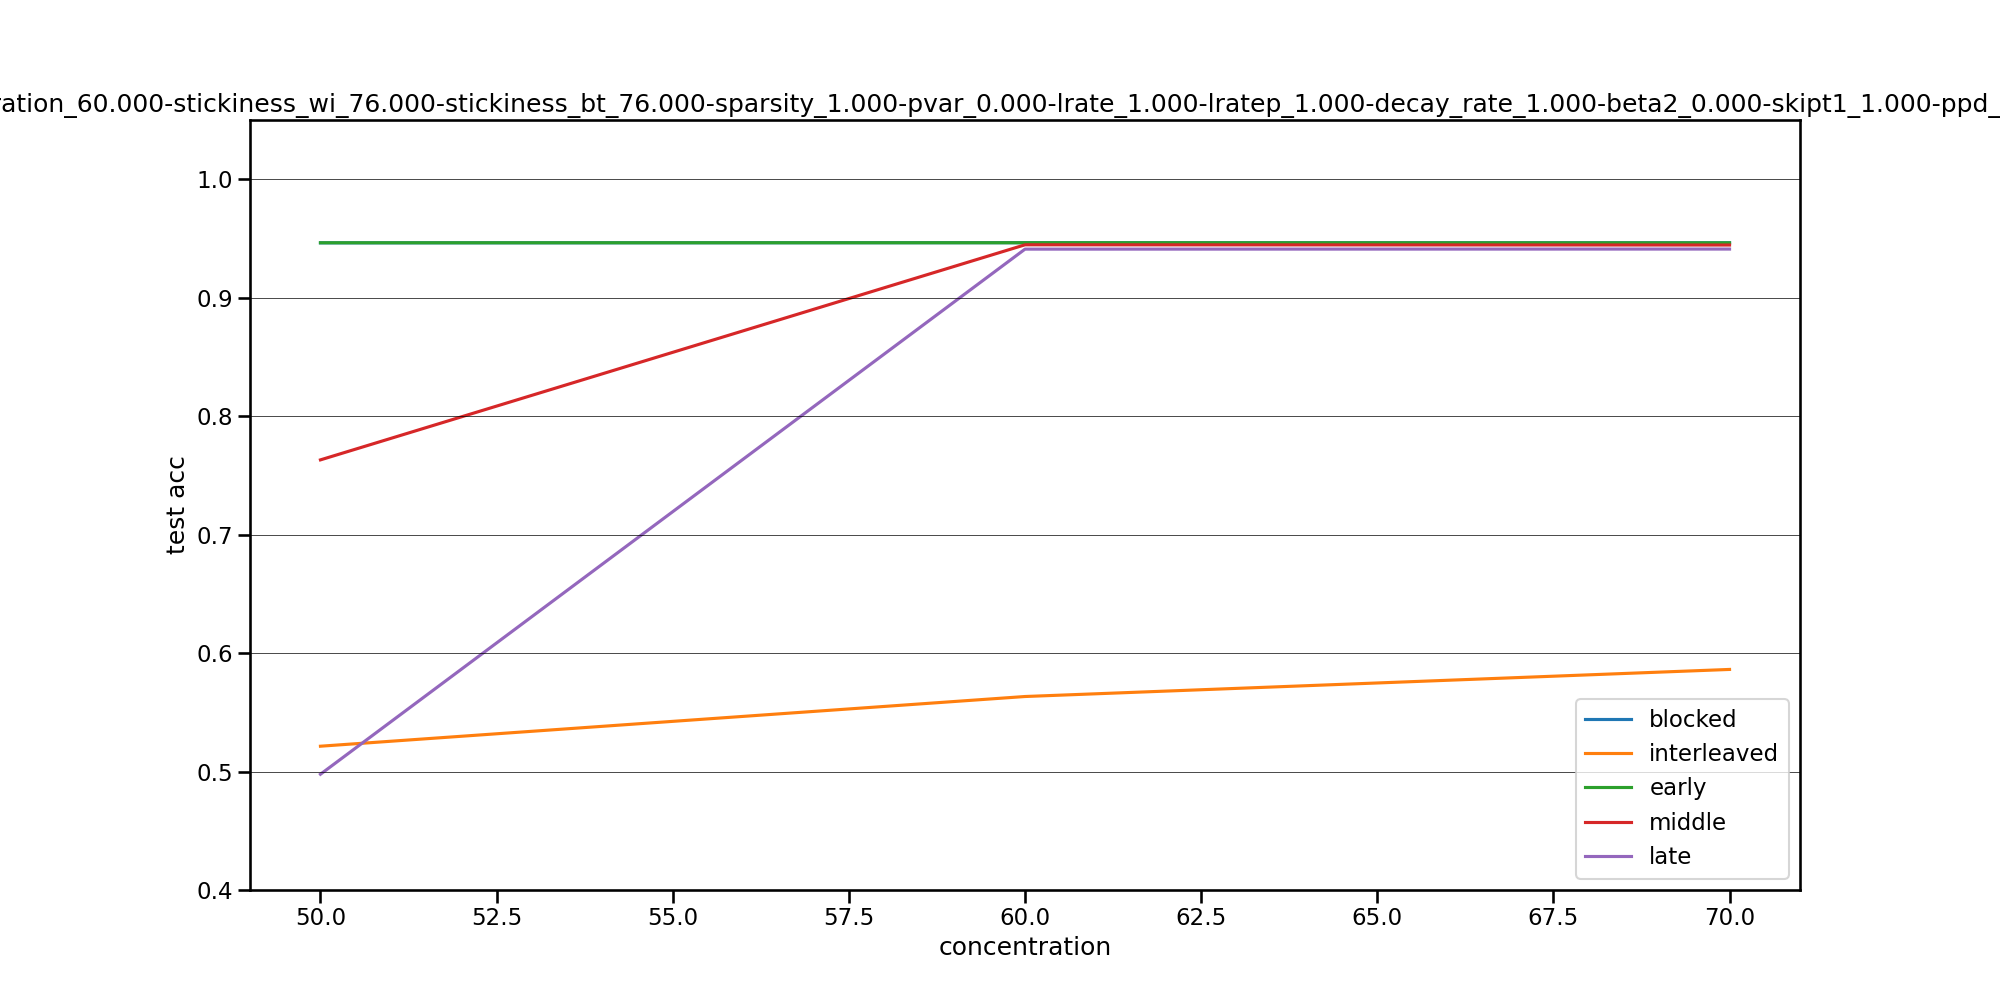 ration_60.000-stickiness_wi_76.000-stickiness_bt_76.000-sparsity_1.000-pvar_0.000-lrate_1.000-lratep_1.000-decay_rate_1.000-beta2_0.000-skipt1_1.000-ppd_
1.0
0.9
0.8
0.7
0.6
0.5
0.4
test acc
50.0 52.5 55.0 57.5 60.0 62.5 65.0 67.5 70.0
concentration
blocked
interleaved
early
middle
late